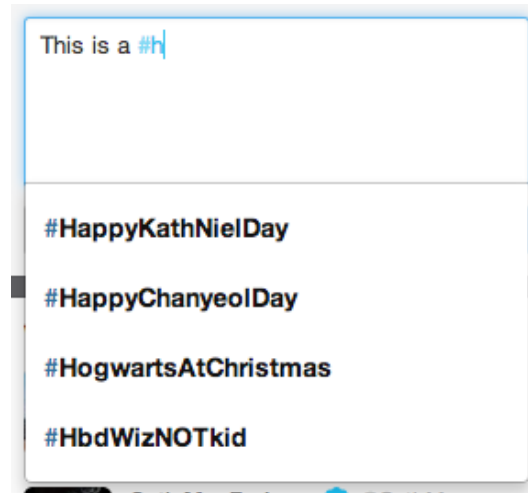 This is a #h
#HappyKathNielDay
#HappyChanyeolDay
#HogwartsAtChristmas
#HbdWizNOTkid